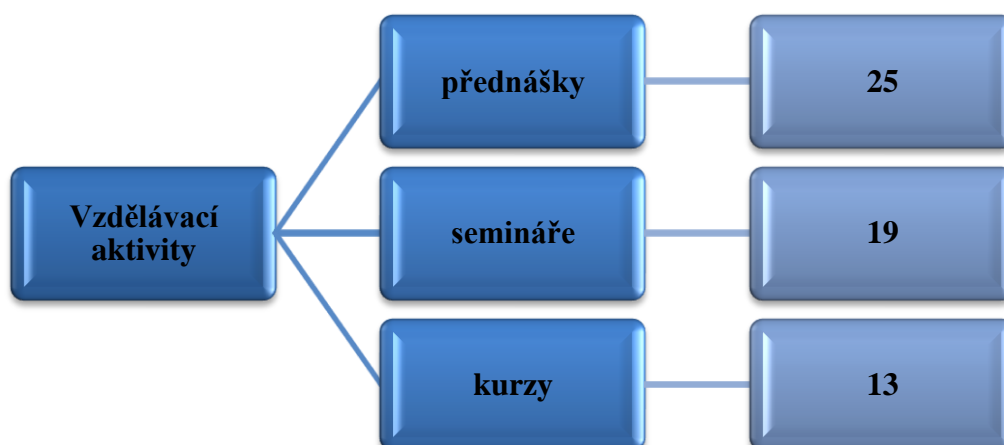 Vzdělávací
aktivity
přednášky
25
semináře
19
kurzy
13